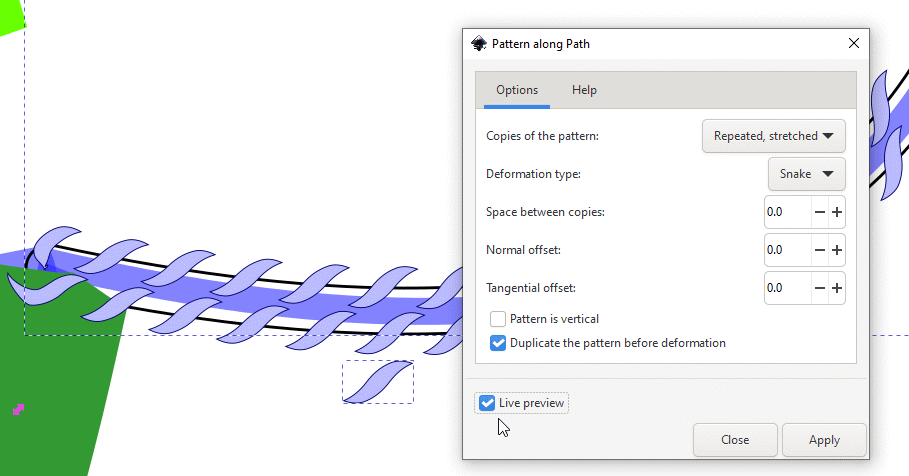 Pattern along Path
Options Help
Copies of the pattern: Repeated, stretched
Deformation type: Snake
Space between copies: 0.0
Normal offset: 0.0
Tangential offset: 0.0
Pattern is vertical
Duplicate the pattern before deformation
Live preview
Close Apply